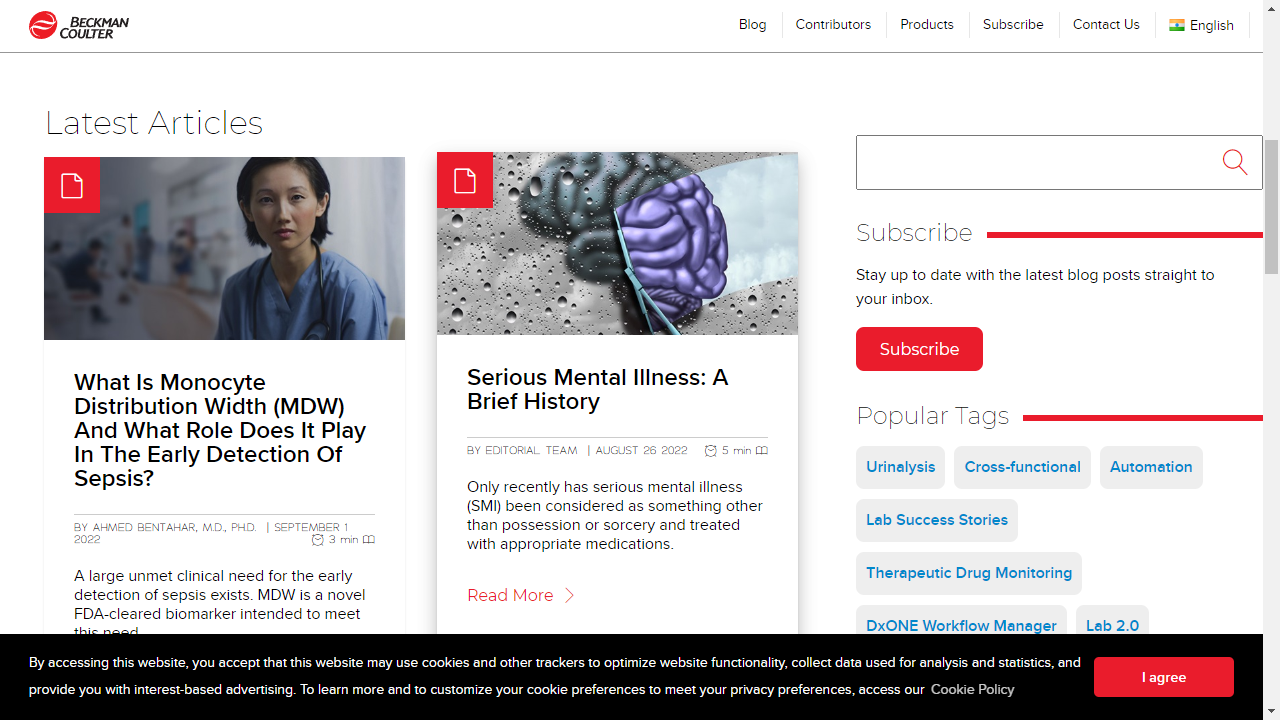 BECKMAN
COULTER
Blog
Contributors
Products
Subscribe
Contact Us
English
Latest Articles
What Is Monocyte
Distribution Width (MDW)
And What Role Does It Play
In The Early Detection Of
Sepsis?
BY AHMED BENTAHAR, M.D., PH.D. | SEPTEMBER 1
2022
3 min
A large unmet clinical need for the early
detection of sepsis exists. MDW is a novel
FDA-cleared biomarker intended to meet
this need.
Serious Mental Illness: A
Brief History
BY EDITORIAL TEAM | AUGUST 26 2022
5 min
Only recently has serious mental illness
(SMI) been considered as something other
than possession or sorcery and treated
with appropriate medications.
Read More
Subscribe
Stay up to date with the latest blog posts straight to
your inbox.
Subscribe
Popular Tags
Urinalysis
Cross-functional
Automation
Lab Success Stories
Therapeutic Drug Monitoring
DxONE Workflow Manager
Lab 2.0
By accessing this website, you accept that this website may use cookies and other trackers to optimize website functionality, collect data used for analysis and statistics, and
provide you with interest-based advertising. To learn more and to customize your cookie preferences to meet your privacy preferences, access our Cookie Policy
I agree